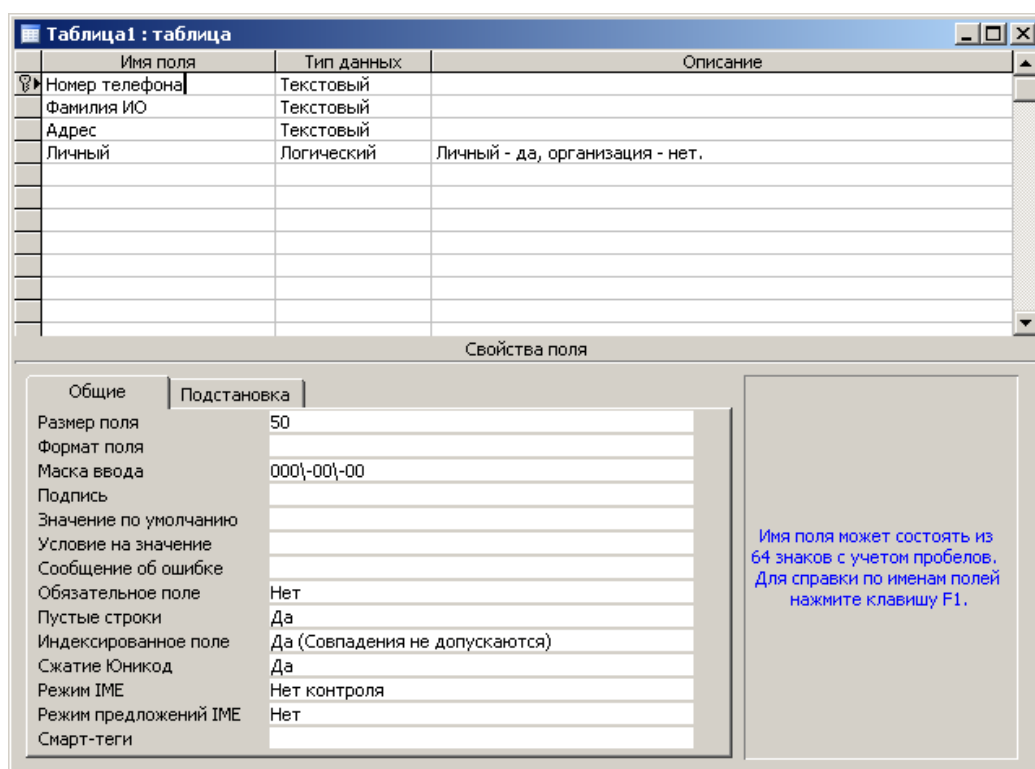 Таблица1 : таблица
Имя поля Тип данных Описание
Номер телефона Текстовый
Фамилия ИО Текстовый
Адрес Текстовый
Личный Логический Личный - да, организация - нет.
Свойства поля
Общие Подстановка
Размер поля 50
Формат поля
Маска ввода 000\-00\-00
Подпись
Значение по умолчанию
Условие на значение
Сообщение об ошибке
Обязательное поле Нет
Пустые строки Да
Индексированное поле Да (Совпадения не допускаются)
Сжатие Юникод Да
Режим IME Нет контроля
Режим предложений IME Нет
Смарт-теги
Имя поля может состоять из
64 знаков с учетом пробелов.
Для справки по именам полей
нажмите клавишу F1.